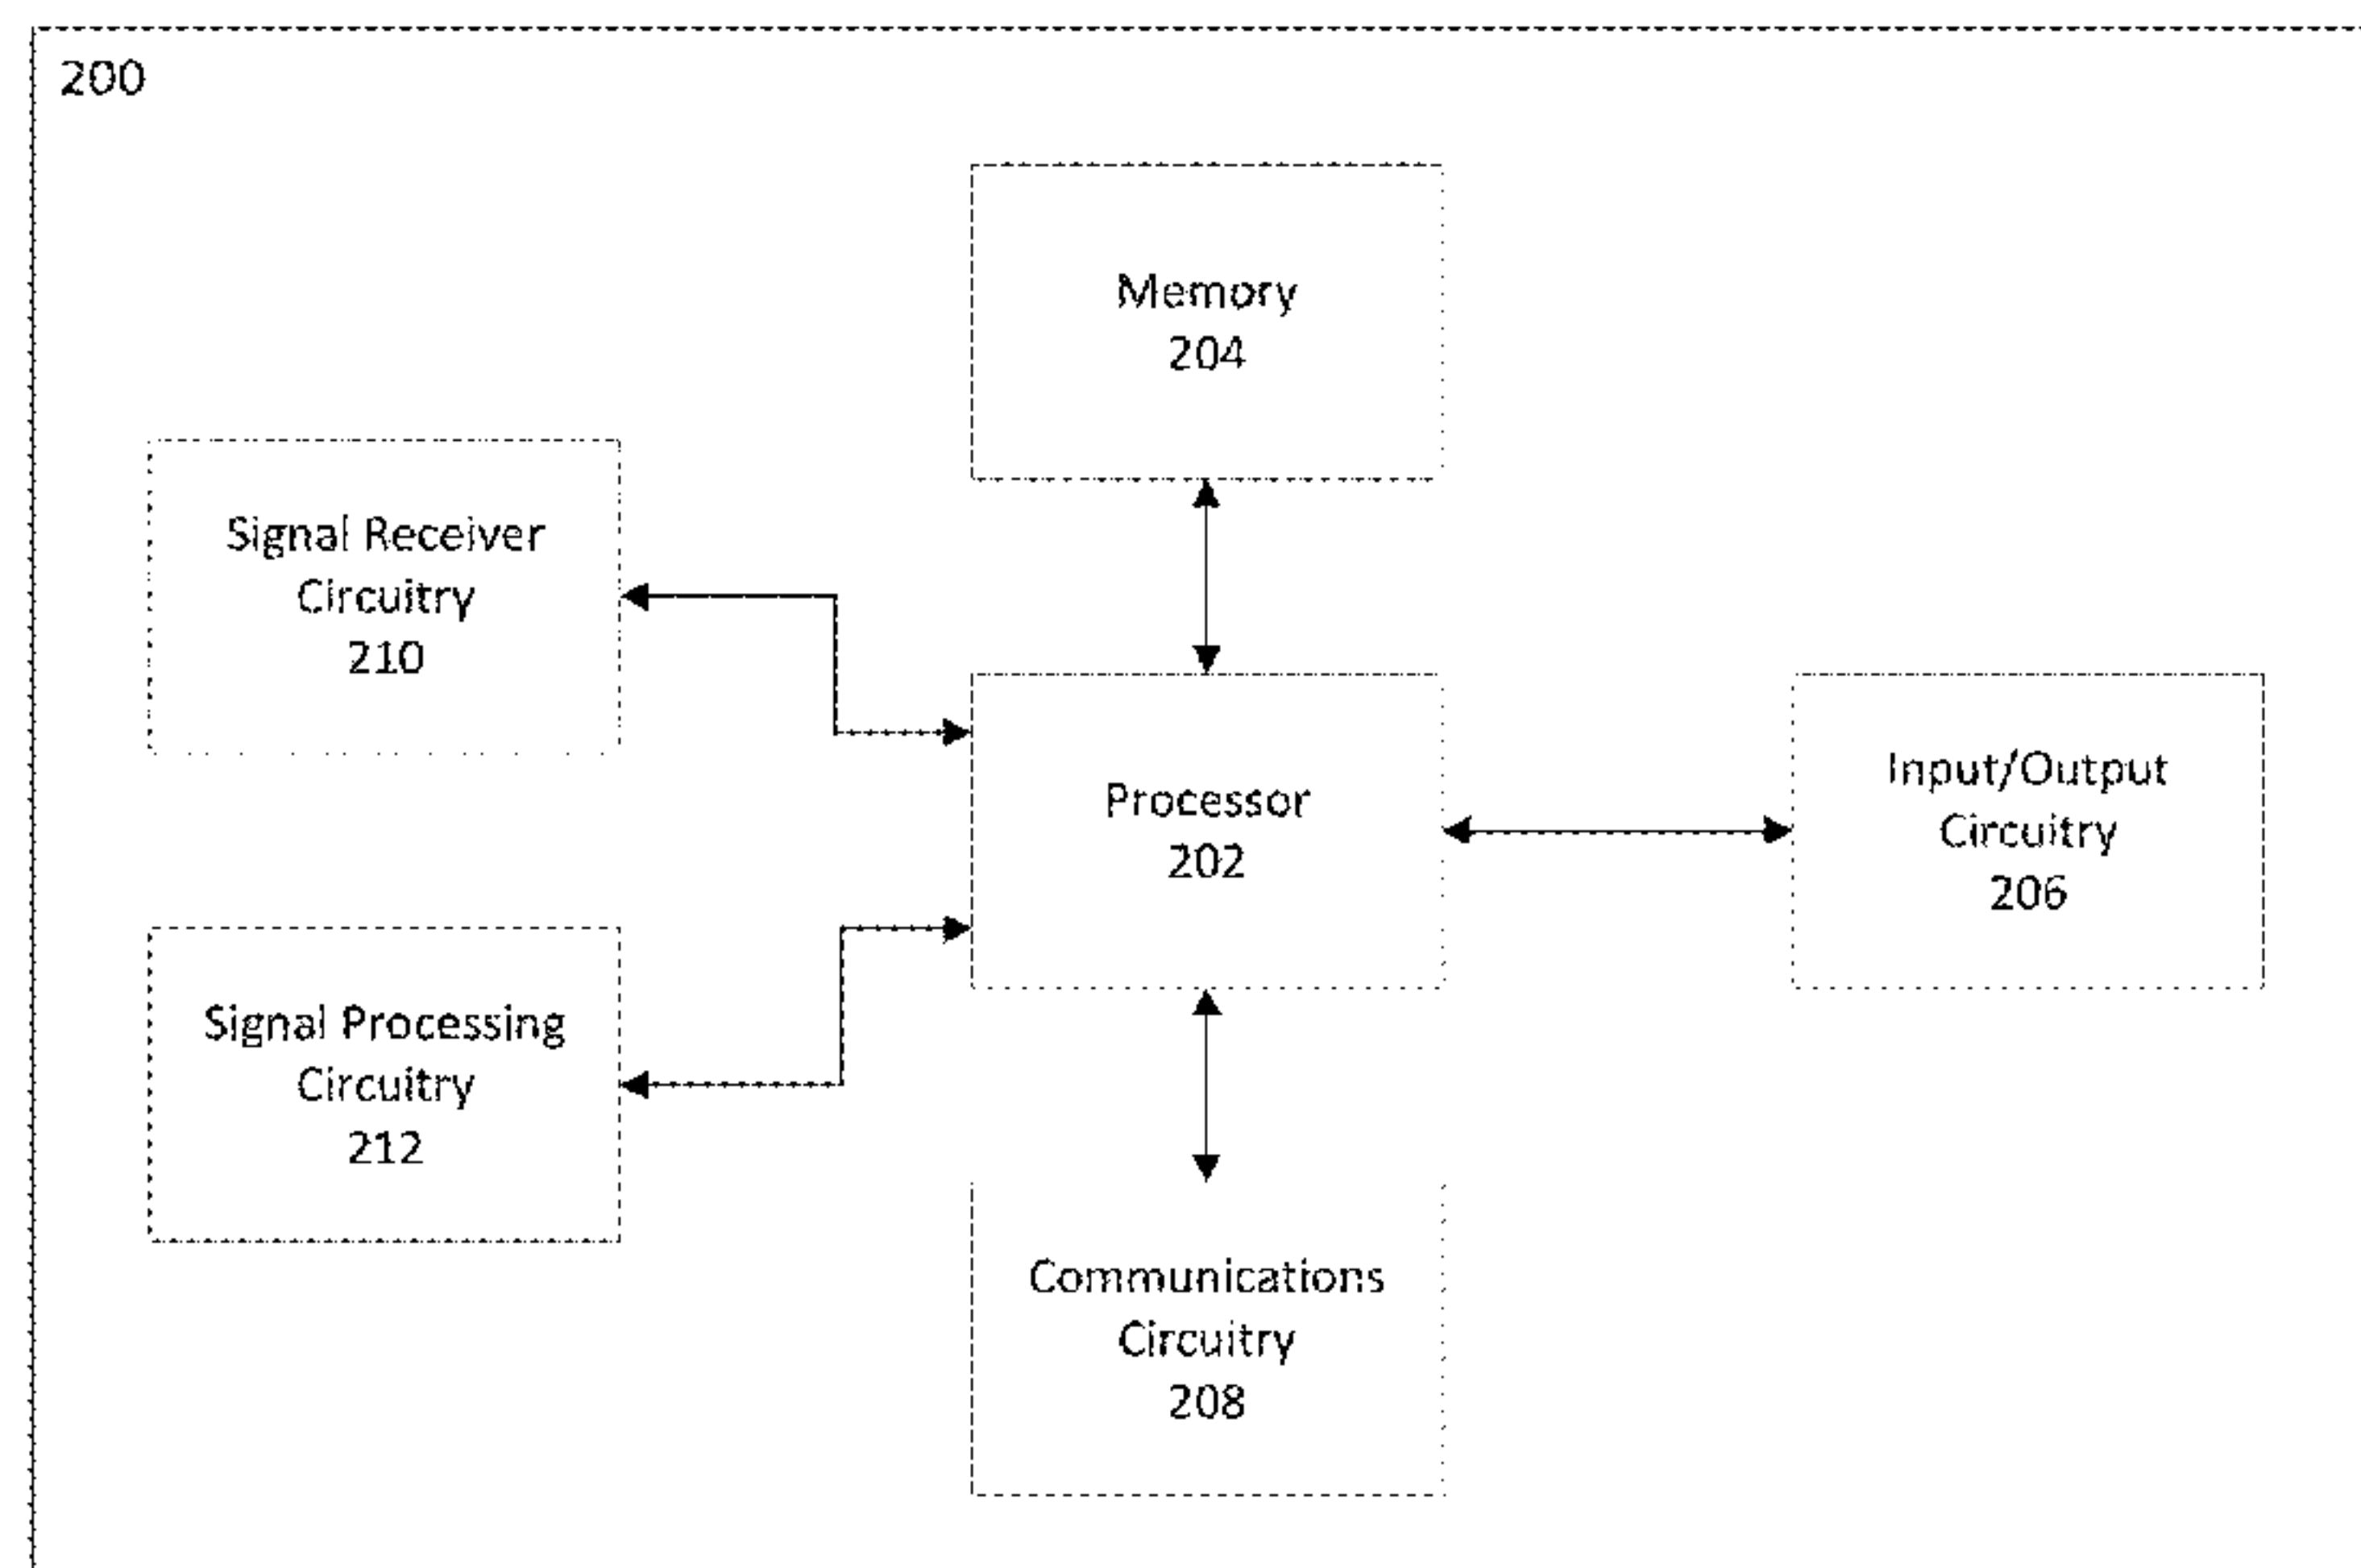 200
Memory
204
Signal Receiver
Circuitry
210
Processor
202
Input/Output
Circuitry
206
Signal Processing
Circuitry
212
Communications
Circuitry
208